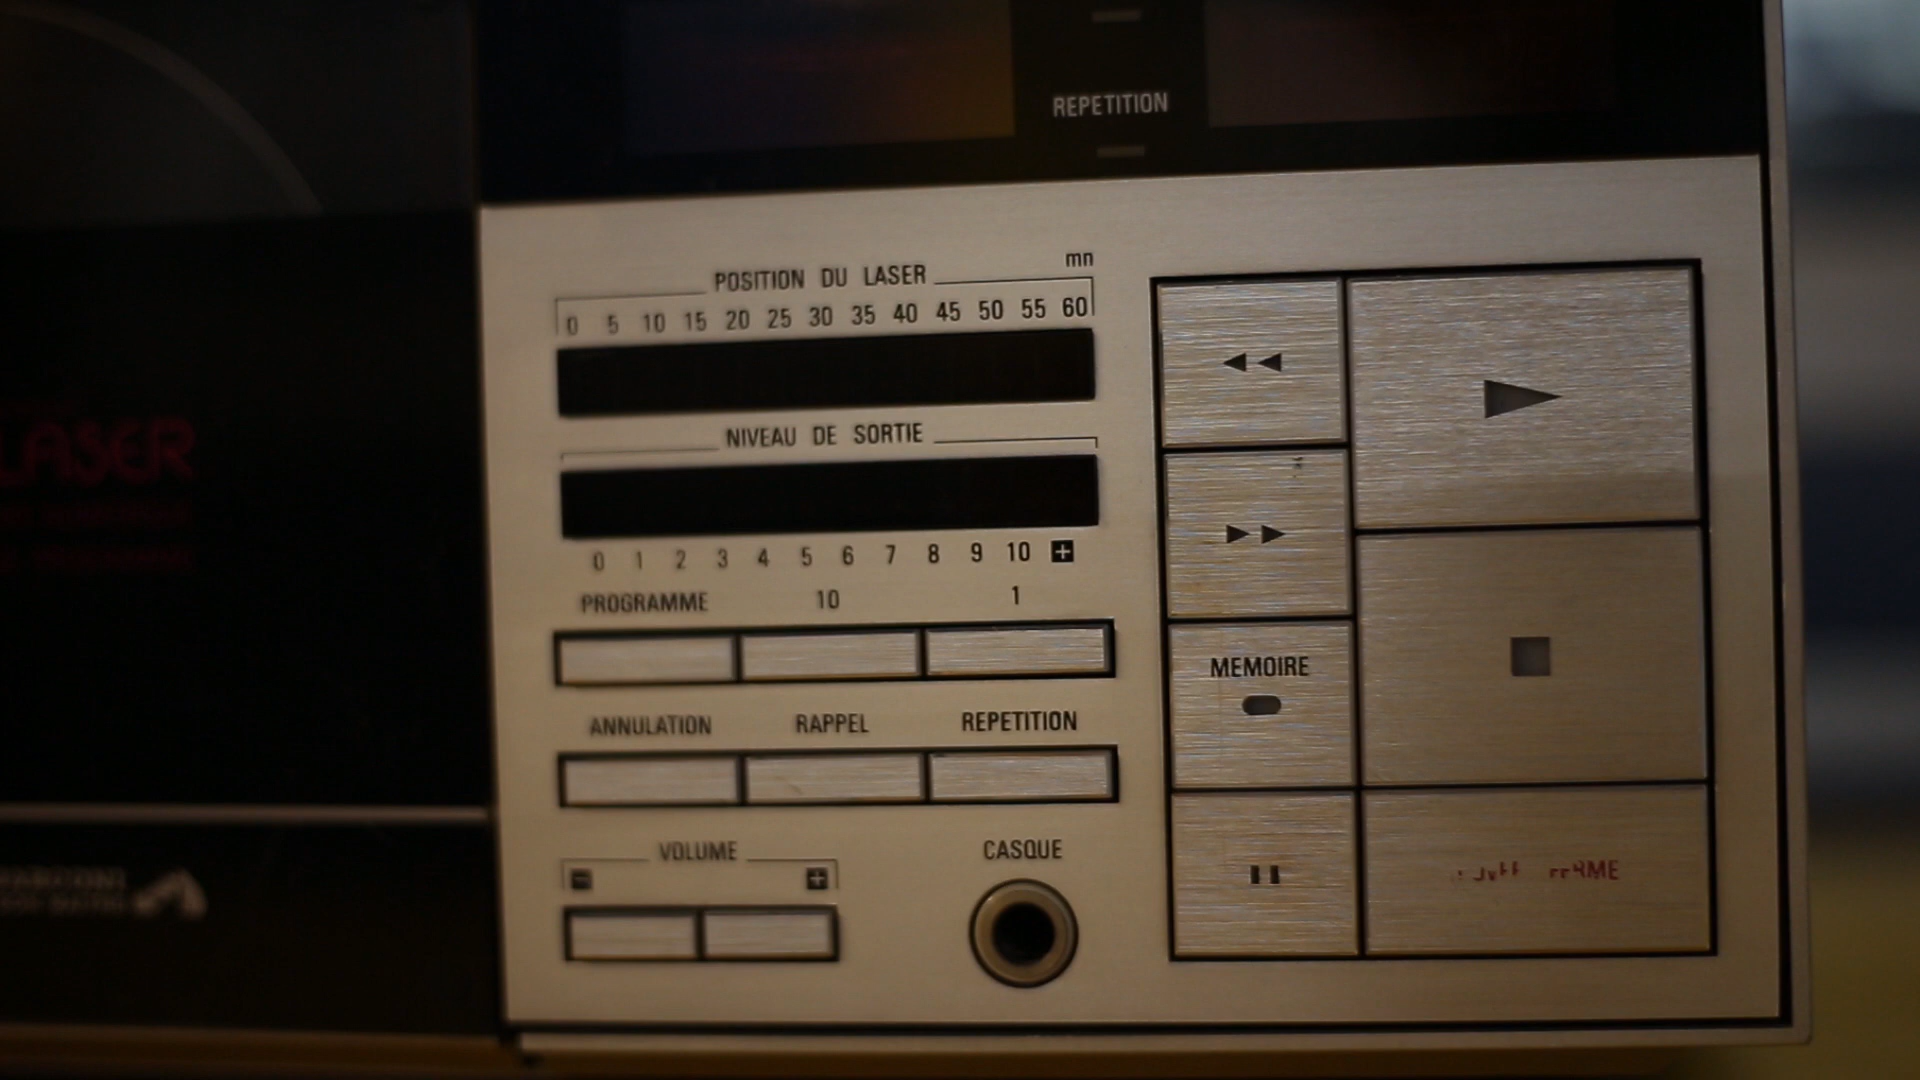 REPETITION
mn
POSITION DU LASER
0 5 10 15 20 25 30 35 40 45 50 55 60
NIVEAU DE SORTIE
0 1 2 3 4 5 6 7 8 9 10 +
PROGRAMME 10 1
ANNULATION RAPPEL REPETITION
VOLUME
- +
CASQUE
MEMOIRE
LASER